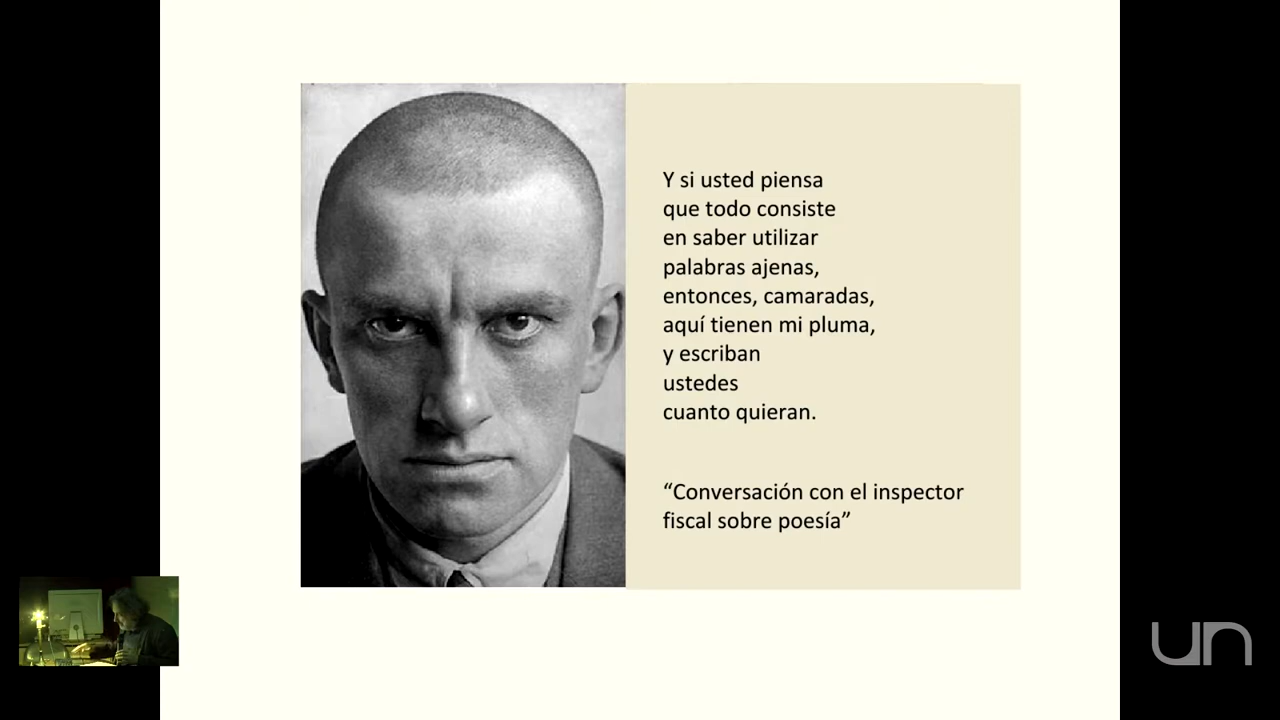 Y si usted piensa
que todo consiste
en saber utilizar
palabras ajenas,
entonces, camaradas,
aquí tienen mi pluma,
y escriban
ustedes
cuanto quieran.
“Conversación con el inspector
fiscal sobre poesía”
un